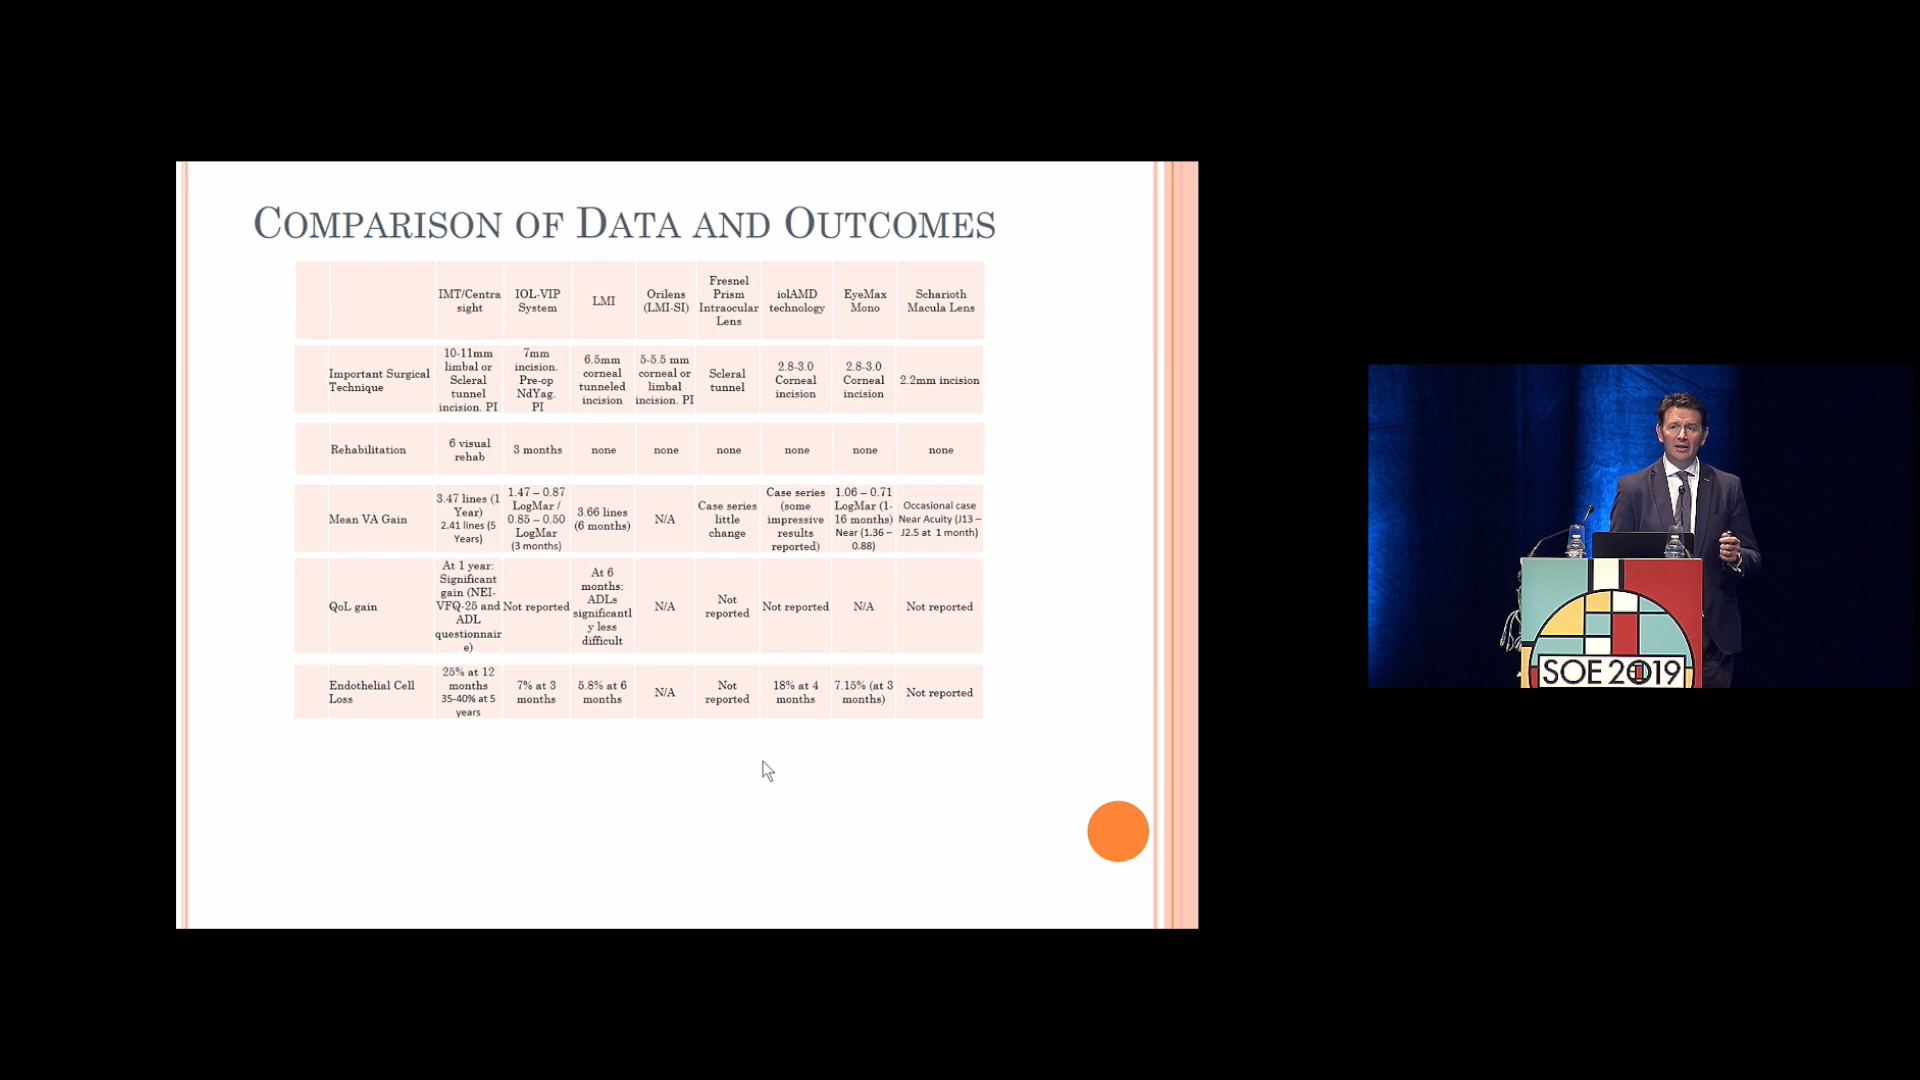 COMPARISON OF DATA AND OUTCOMES
IMT/Centra
sight
IOL-VIP
System
LMI
Orilens
(LMI-SI)
Fresnel
Prism
Intraocular
Lens
iolAMD
technology
EyeMax
Mono
Scharioth
Macula Lens
Important Surgical
Technique
10-11mm
limbal or
Scleral
tunnel
incision. PI
7mm
incision.
Pre-op
NdYag.
PI
6.5mm
corneal
tunneled
incision
5-5.5 mm
corneal or
limbal
incision. PI
Scleral
tunnel
2.8-3.0
Corneal
incision
2.8-3.0
Corneal
incision
2.2mm incision
Rehabilitation
6 visual
rehab
3 months
none
none
none
none
none
none
Mean VA Gain
3.47 lines (1
Year)
2.41 lines (5
Years)
1.47 – 0.87
LogMar /
0.85 – 0.50
LogMar
(3 months)
3.66 lines
(6 months)
N/A
Case series
little
change
Case series
(some
impressive
results
reported)
1.06 – 0.71
LogMar (1-
16 months)
Near (1.36 –
0.88)
Occasional case
Near Acuity (J13 –
J2.5 at 1 month)
QoL gain
At 1 year:
Significant
gain (NEI-
VFQ-25 and
ADL
questionnair
e)
Not reported
At 6
months:
ADLs
significantl
y less
difficult
N/A
Not
reported
Not reported
N/A
Not reported
Endothelial Cell
Loss
25% at 12
months
35-40% at 5
years
7% at 3
months
5.8% at 6
months
N/A
Not
reported
18% at 4
months
7.15% (at 3
months)
Not reported
SOE 2019